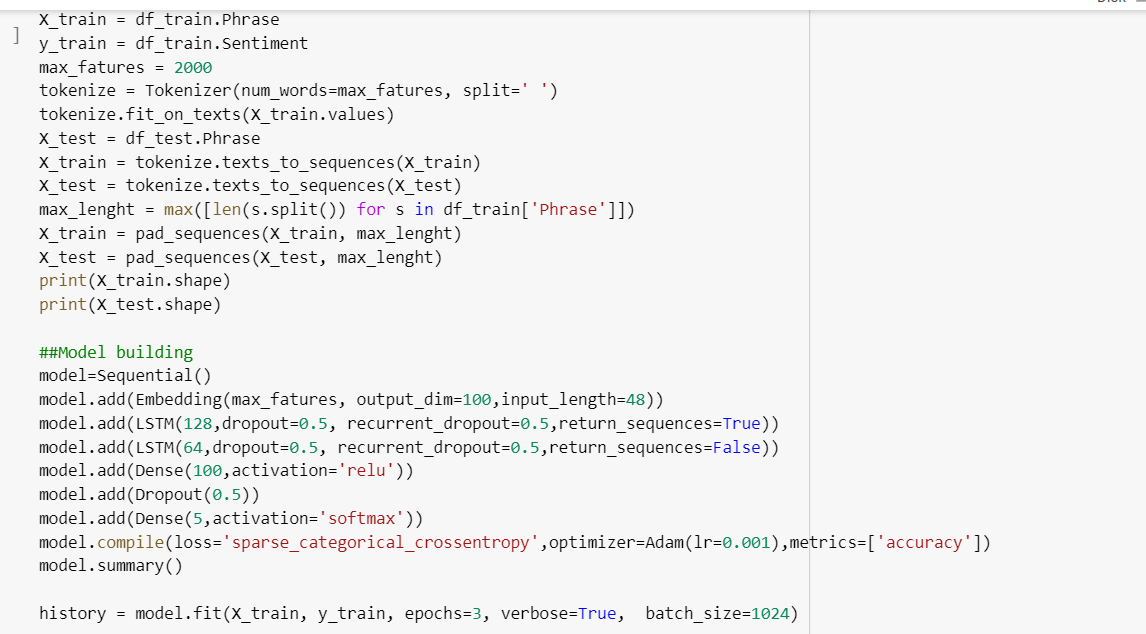 X_train = df_train.Phrase
]
y_train = df_train.Sentiment
max_fatures = 2000
tokenize = Tokenizer(num_words=max_fatures, split=' ')
tokenize.fit_on_texts(X_train.values)
X_test = df_test.Phrase
X_train = tokenize.texts_to_sequences(X_train)
X_test = tokenize.texts_to_sequences(X_test)
max_lenght = max([len(s.split()) for s in df_train['Phrase']])
X_train = pad_sequences(X_train, max_lenght)
X_test = pad_sequences(X_test, max_lenght)
print(X_train.shape)
print(X_test.shape)
##Model building
model=Sequential()
model.add(Embedding(max_fatures, output_dim=100,input_length=48))
model.add(LSTM(128,dropout=0.5, recurrent_dropout=0.5,return_sequences=True))
model.add(LSTM(64,dropout=0.5, recurrent_dropout=0.5,return_sequences=False))
model.add(Dense(100,activation='relu'))
model.add(Dropout(0.5))
model.add(Dense(5,activation='softmax'))
model.compile(loss='sparse_categorical_crossentropy',optimizer=Adam(lr=0.001),metrics=['accuracy'])
model.summary()
history = model.fit(X_train, y_train, epochs=3, verbose=True,  batch_size=1024)